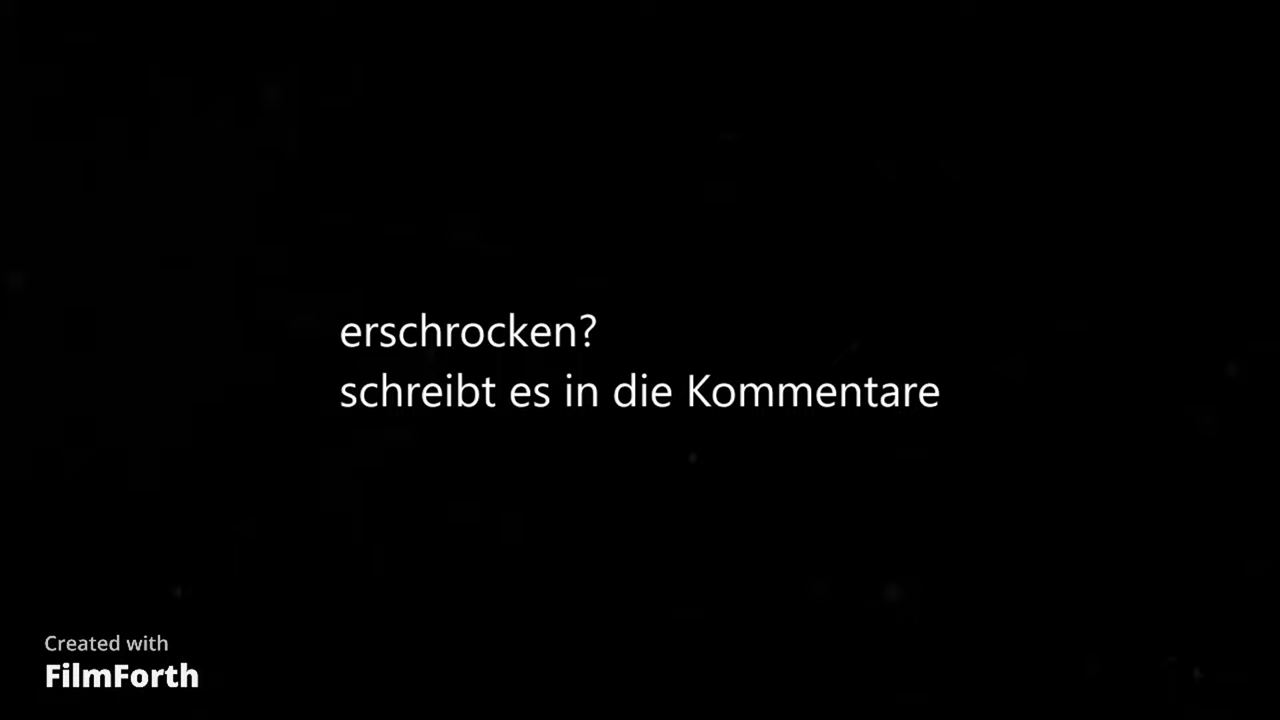 erschrocken?
schreibt es in die Kommentare
Created with
FilmForth